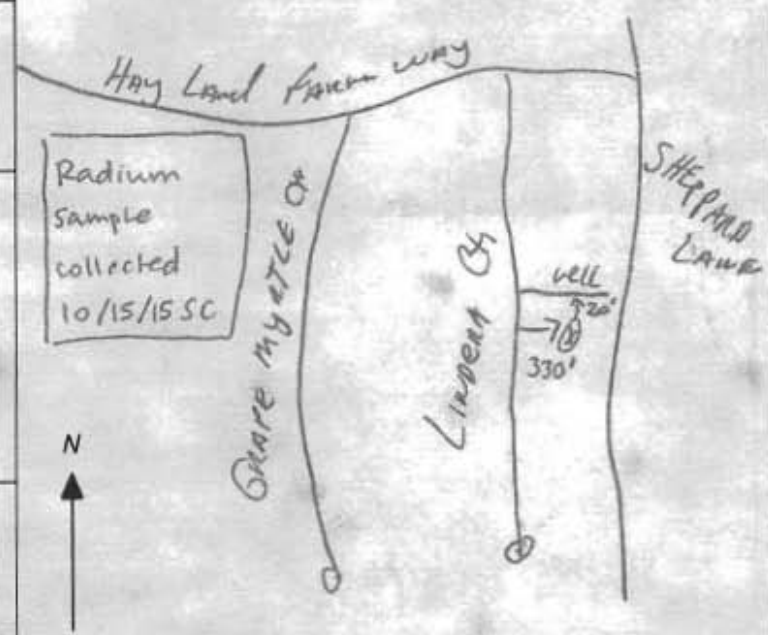 HAY LAND FARM WAY
Radium
sample
collected
10/15/15 SC
GRAPE MYRTLE Ct
LINDERA Ct
SHEPPARD
LANE
well
20'
330'
N